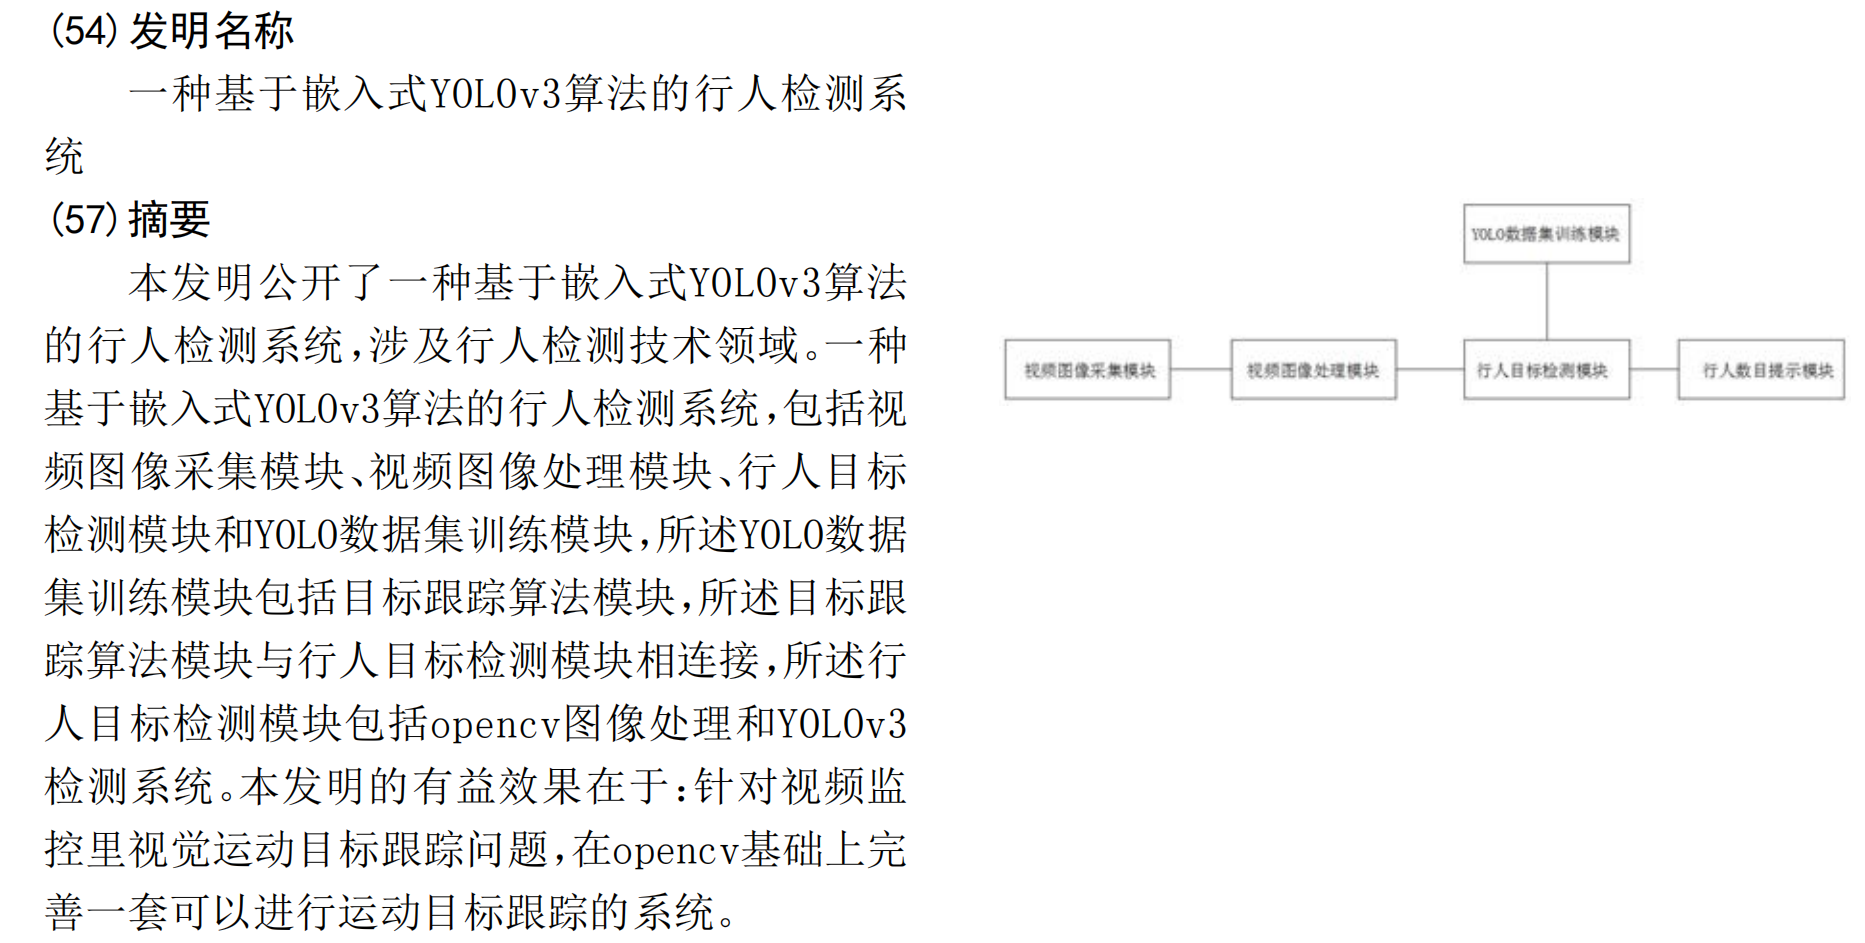 (54)发明名称
一种基于嵌入式YOLOv3算法的行人检测系
统
(57)摘要
本发明公开了一种基于嵌入式YOLOv3算法
的行人检测系统,涉及行人检测技术领域。一种
基于嵌入式YOLOv3算法的行人检测系统,包括视
频图像采集模块、视频图像处理模块、行人目标
检测模块和YOLO数据集训练模块,所述YOLO数据
集训练模块包括目标跟踪算法模块,所述目标跟
踪算法模块与行人目标检测模块相连接,所述行
人目标检测模块包括opencv图像处理和YOLOv3
检测系统。本发明的有益效果在于:针对视频监
控里视觉运动目标跟踪问题,在opencv基础上完
善一套可以进行运动目标跟踪的系统。
YOLO数据集训练模块
视频图像采集模块
视频图像处理模块
行人目标检测模块
行人数目提示模块